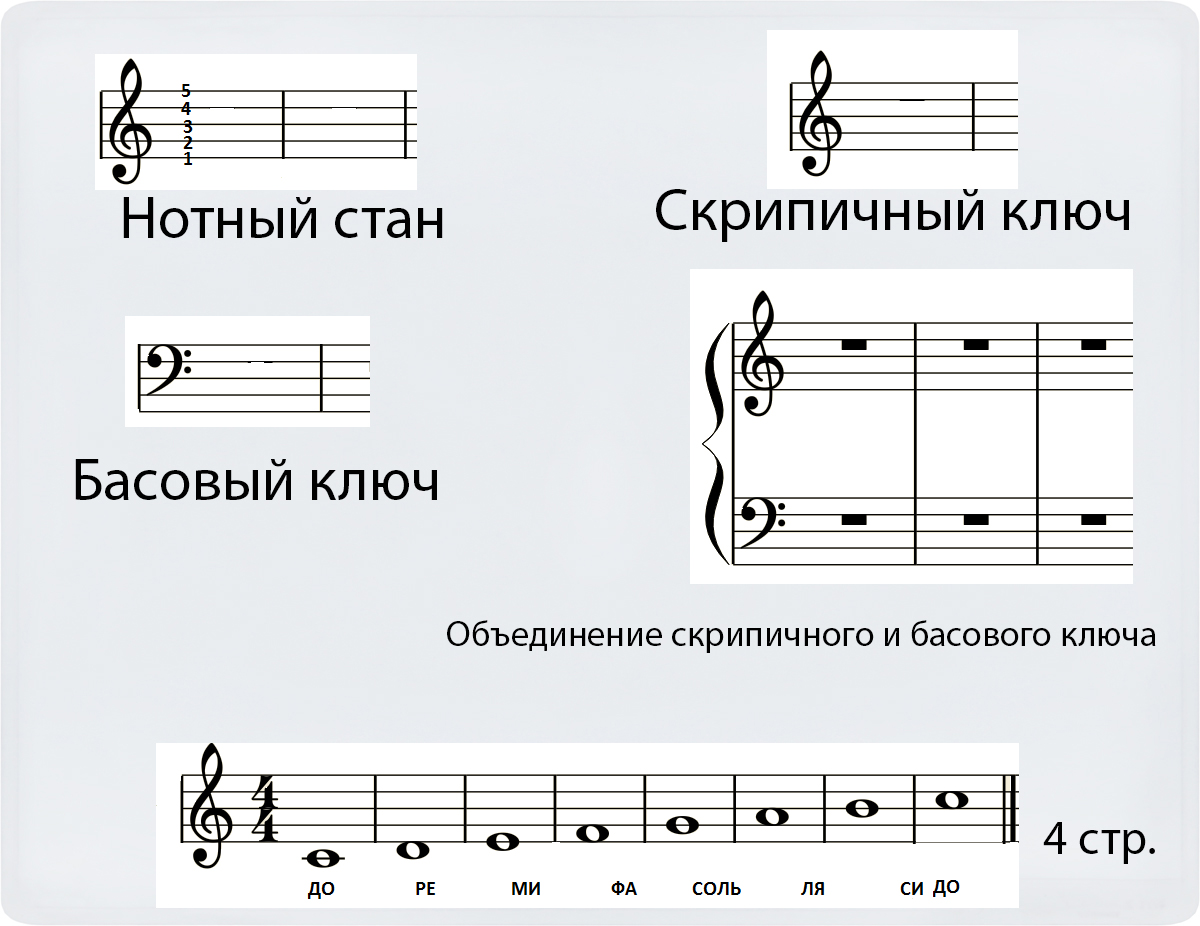 5
4
3
2
1
Нотный стан
Скрипичный ключ
Басовый ключ
Объединение скрипичного и басового ключа
4
4
ДО РЕ МИ ФА СОЛЬ ЛЯ СИ ДО
4 стр.